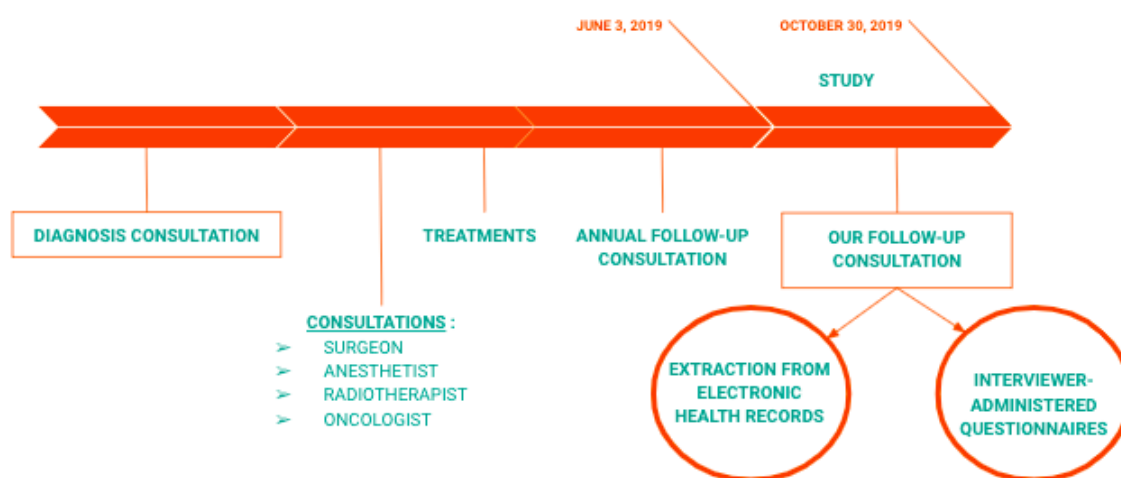 JUNE 3, 2019
OCTOBER 30, 2019
STUDY
DIAGNOSIS CONSULTATION
TREATMENTS
ANNUAL FOLLOW-UP
CONSULTATION
OUR FOLLOW-UP
CONSULTATION
CONSULTATIONS :
➢ SURGEON
➢ ANESTHETIST
➢ RADIOTHERAPIST
➢ ONCOLOGIST
EXTRACTION FROM
ELECTRONIC
HEALTH RECORDS
INTERVIEWER-
ADMINISTERED
QUESTIONNAIRES